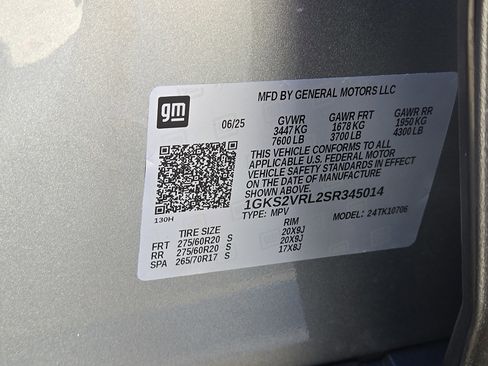 gm
MFD BY GENERAL MOTORS LLC
06/25 GVWR GAWR FRT GAWR RR
3447 KG 1678 KG 1950 KG
7600 LB 3700 LB 4300 LB
THIS VEHICLE CONFORMS TO ALL
APPLICABLE U.S. FEDERAL MOTOR
VEHICLE SAFETY STANDARDS IN EFFECT
ON THE DATE OF MANUFACTURE
SHOWN ABOVE.
1GKS2VRL2SR345014
TYPE: MPV MODEL: 24TK10706
130H
TIRE SIZE RIM
FRT 275/60R20 S 20X9J
RR 275/60R20 S 20X9J
SPA 265/70R17 S 17X8J